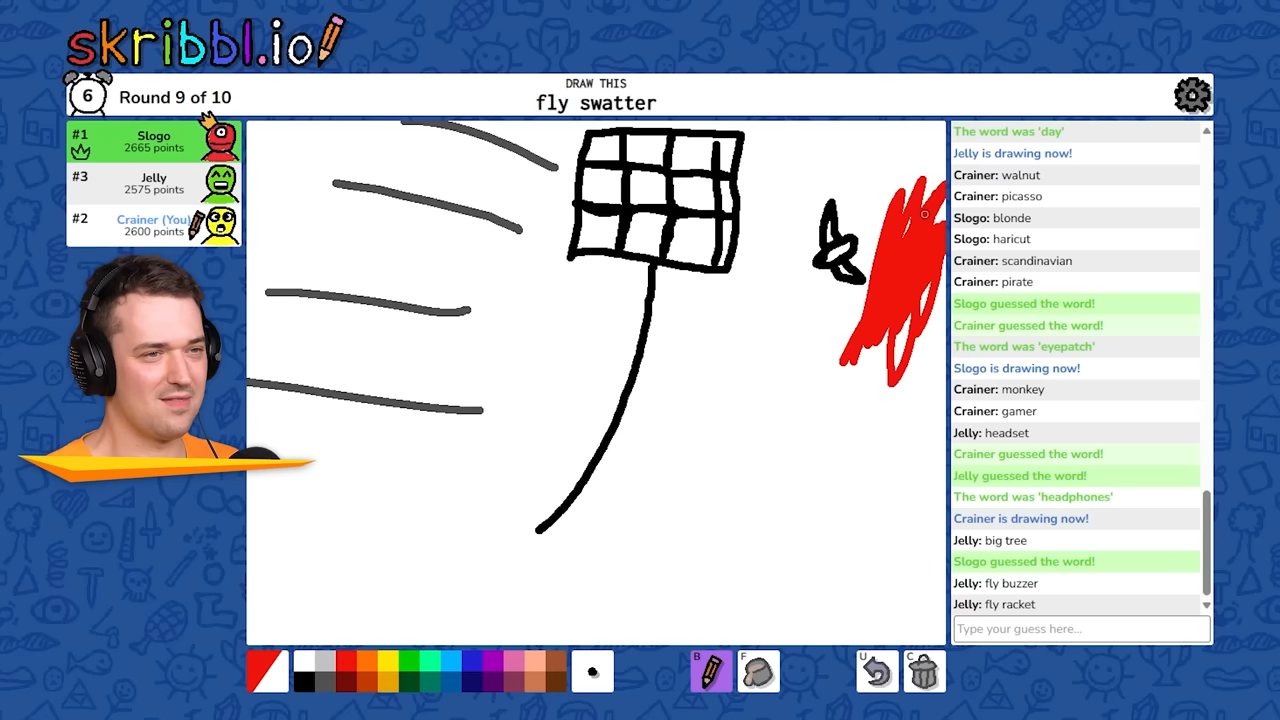 skribbl.io
6
Round 9 of 10
DRAW THIS
fly swatter
#1
Slogo
2665 points
#3
Jelly
2575 points
#2
Crainer (You)
2600 points
The word was 'day'
Jelly is drawing now!
Crainer: walnut
Crainer: picasso
Slogo: blonde
Slogo: haricut
Crainer: scandinavian
Crainer: pirate
Slogo guessed the word!
Crainer guessed the word!
The word was 'eyepatch'
Slogo is drawing now!
Crainer: monkey
Crainer: gamer
Jelly: headset
Crainer guessed the word!
Jelly guessed the word!
The word was 'headphones'
Crainer is drawing now!
Jelly: big tree
Slogo guessed the word!
Jelly: fly buzzer
Jelly: fly racket
Type your guess here...
B
F
U
C